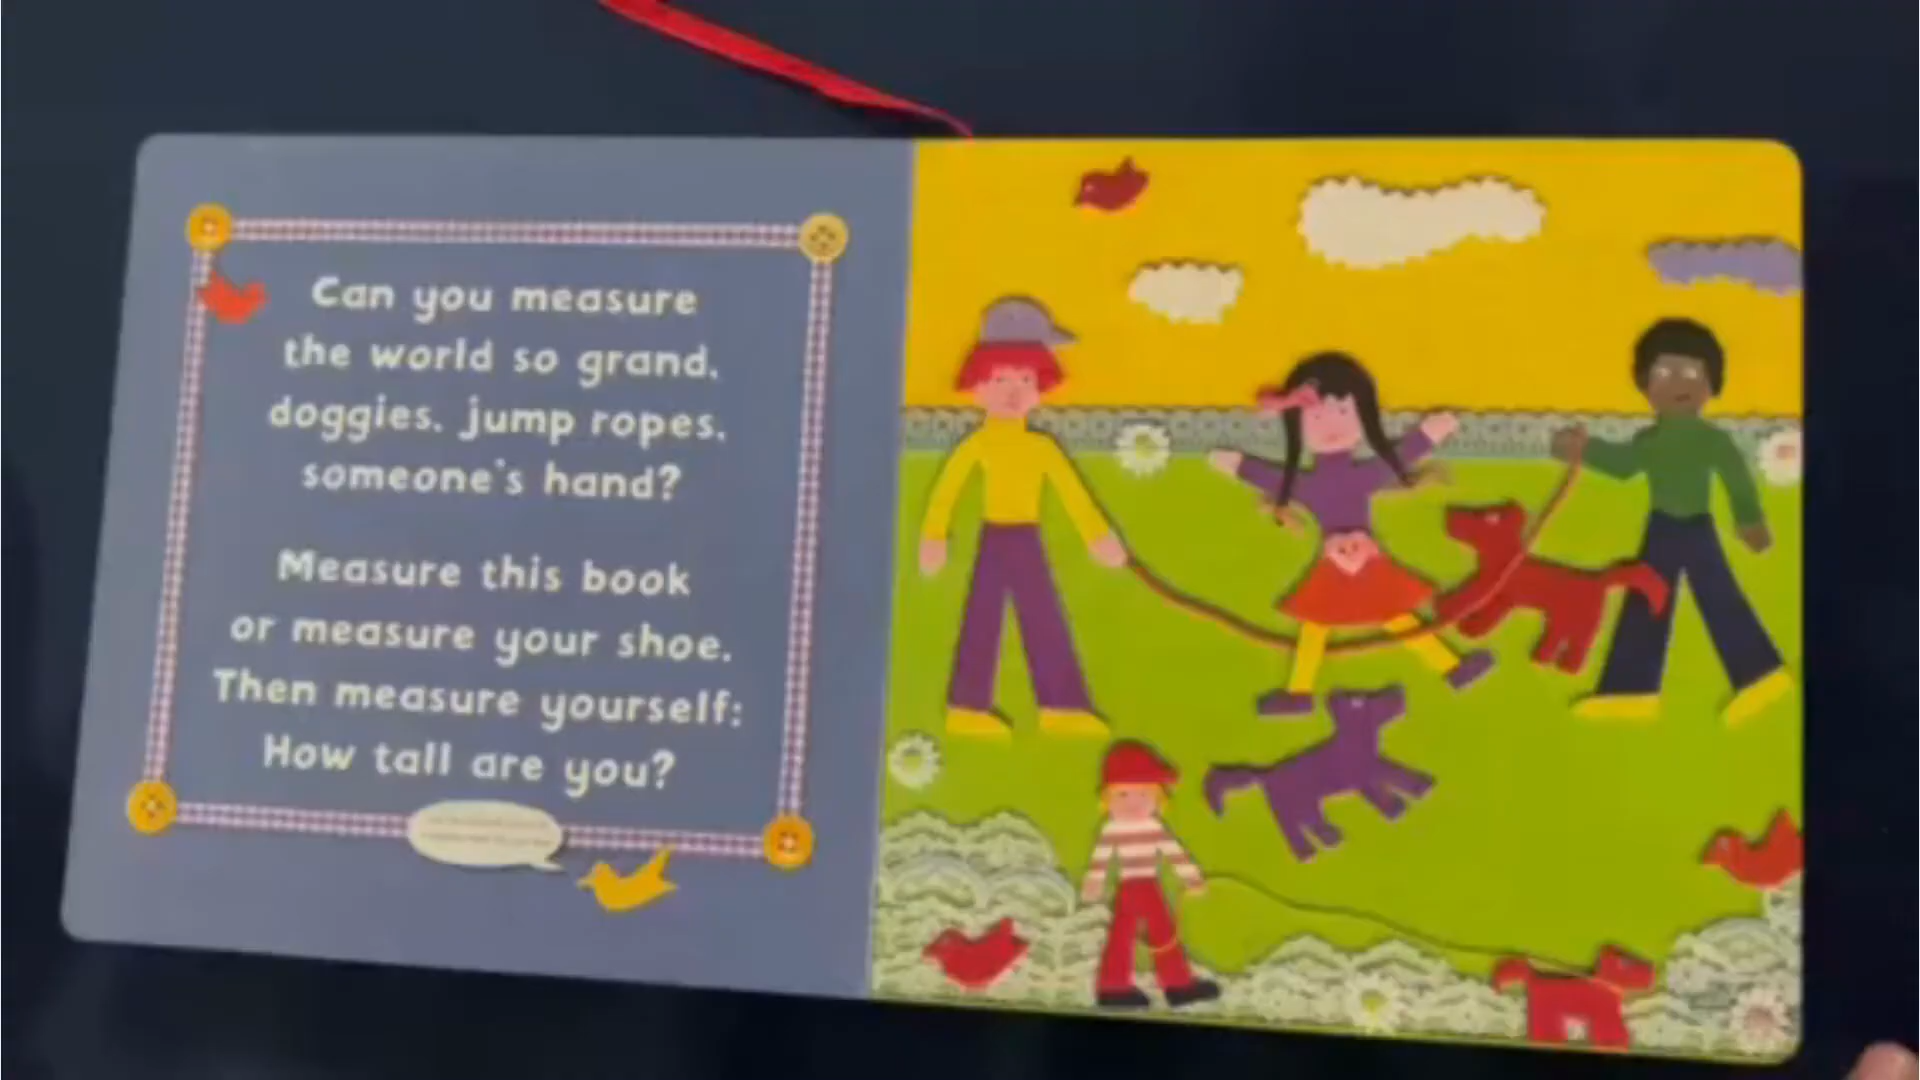 Can you measure
the world so grand,
doggies, jump ropes,
someone's hand?
Measure this book
or measure your shoe.
Then measure yourself:
How tall are you?